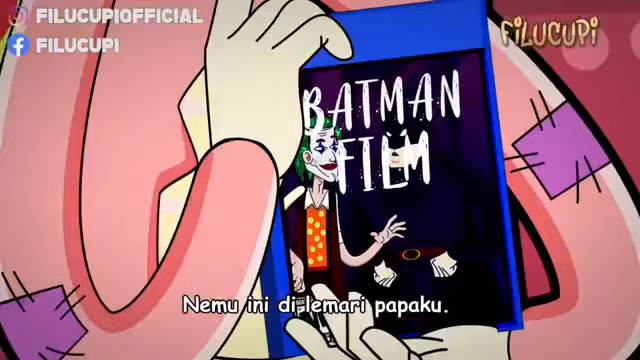 FILUCUPIOFFICIAL
FILUCUPI
FiLUCUPi
BATMAN
FILM
Nemu ini di lemari papaku.